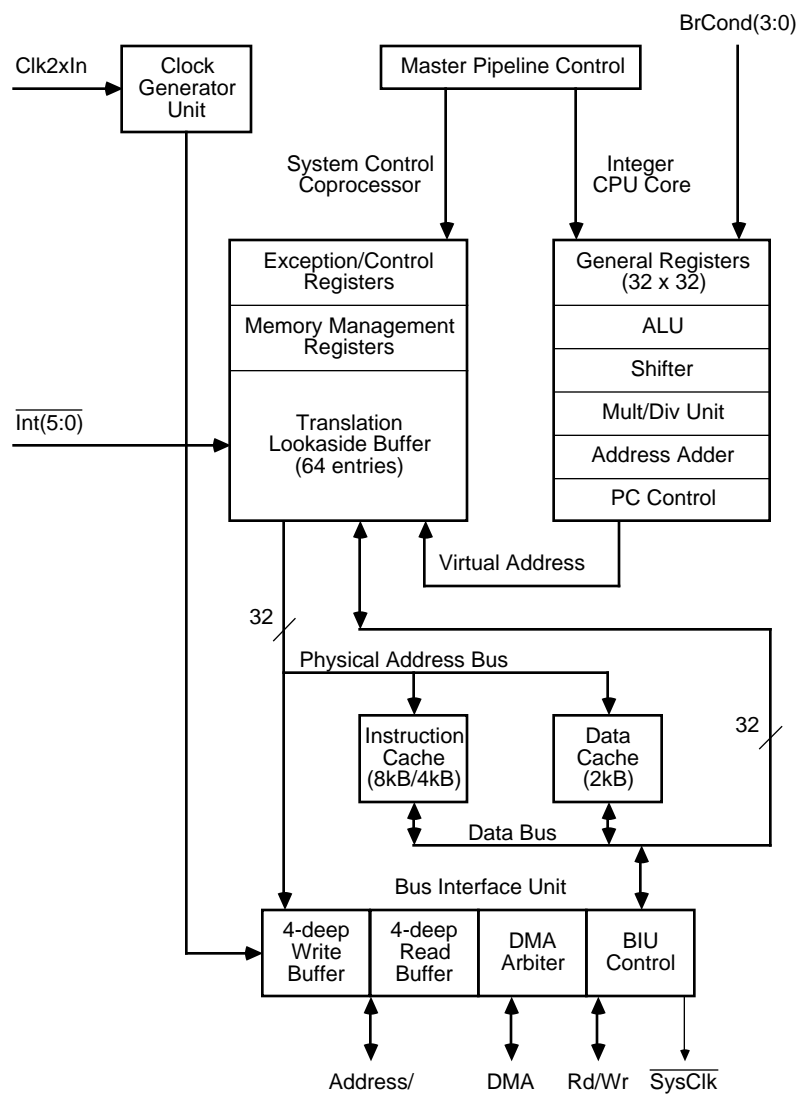 BrCond(3:0)
Clk2xIn
Clock
Generator
Unit
Master Pipeline Control
System Control
Coprocessor
Integer
CPU Core
Exception/Control
Registers
Memory Management
Registers
Translation
Lookaside Buffer
(64 entries)
General Registers
(32 x 32)
ALU
Shifter
Mult/Div Unit
Address Adder
PC Control
Int(5:0)
Virtual Address
32
Physical Address Bus
Instruction
Cache
(8kB/4kB)
Data
Cache
(2kB)
32
Data Bus
Bus Interface Unit
4-deep
Write
Buffer
4-deep
Read
Buffer
DMA
Arbiter
BIU
Control
Address/
DMA
Rd/Wr
SysClk